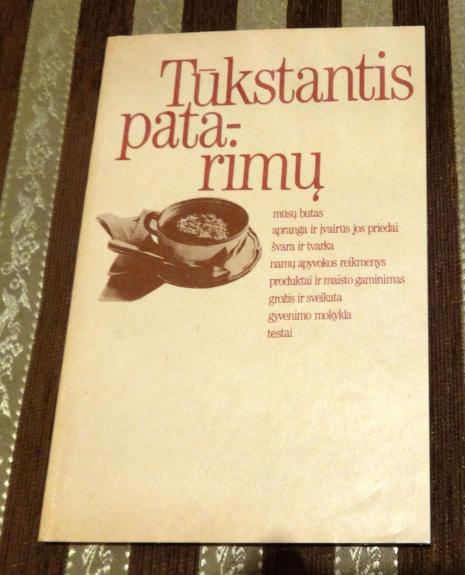 Tūkstantis
pata-
rimų
mūsų butas
apranga ir įvairūs jos priedai
švara ir tvarka
namų apyvokos reikmenys
produktai ir maisto gaminimas
grožis ir sveikata
gyvenimo mokykla
testai